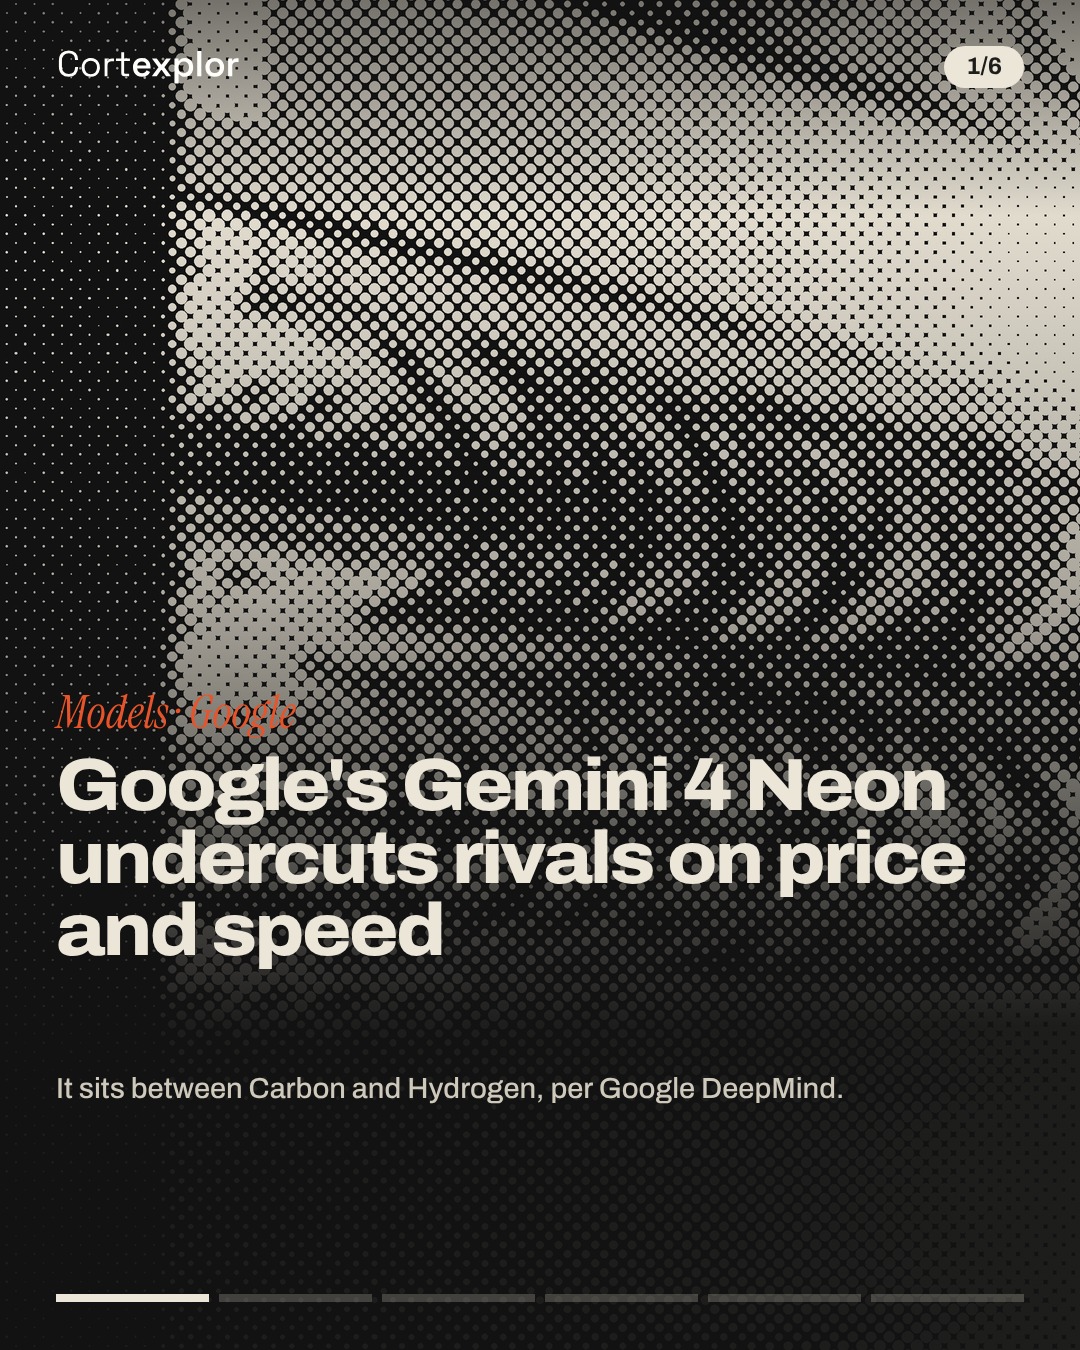 Cortexplor
1/6
Models · Google
Google's Gemini 4 Neon
undercuts rivals on price
and speed
It sits between Carbon and Hydrogen, per Google DeepMind.